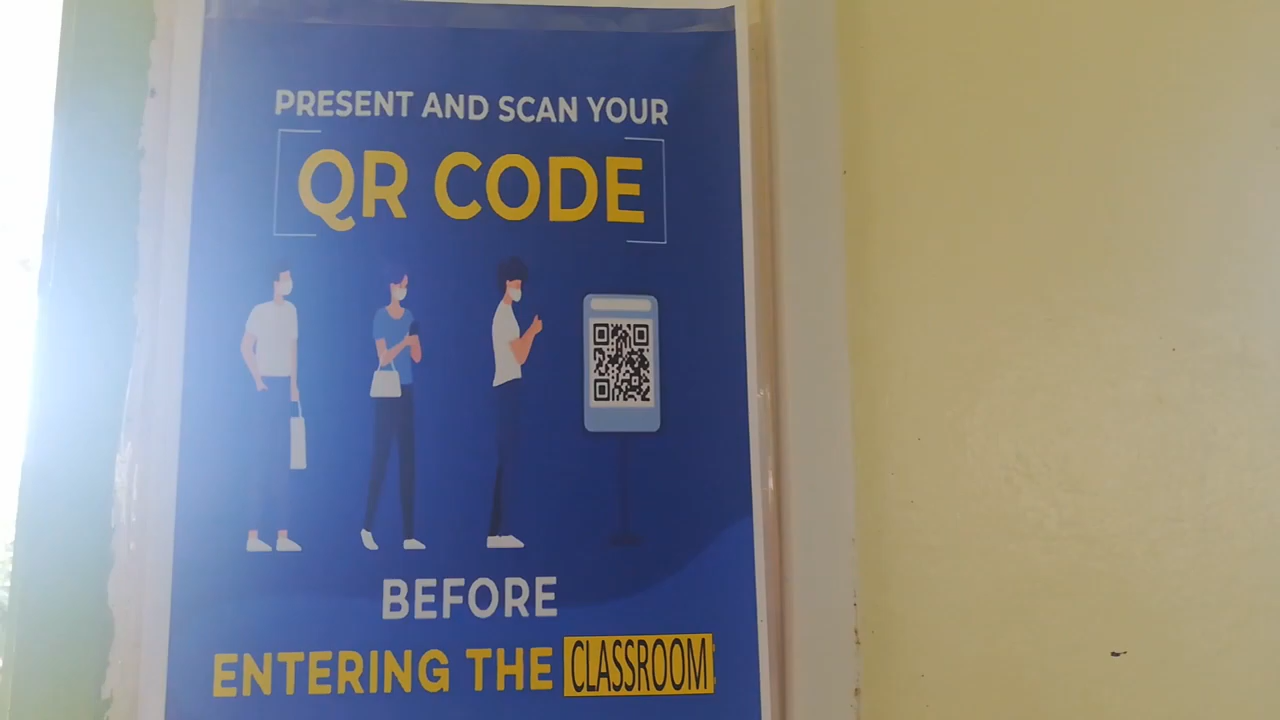 PRESENT AND SCAN YOUR
QR CODE
BEFORE
ENTERING THE CLASSROOM